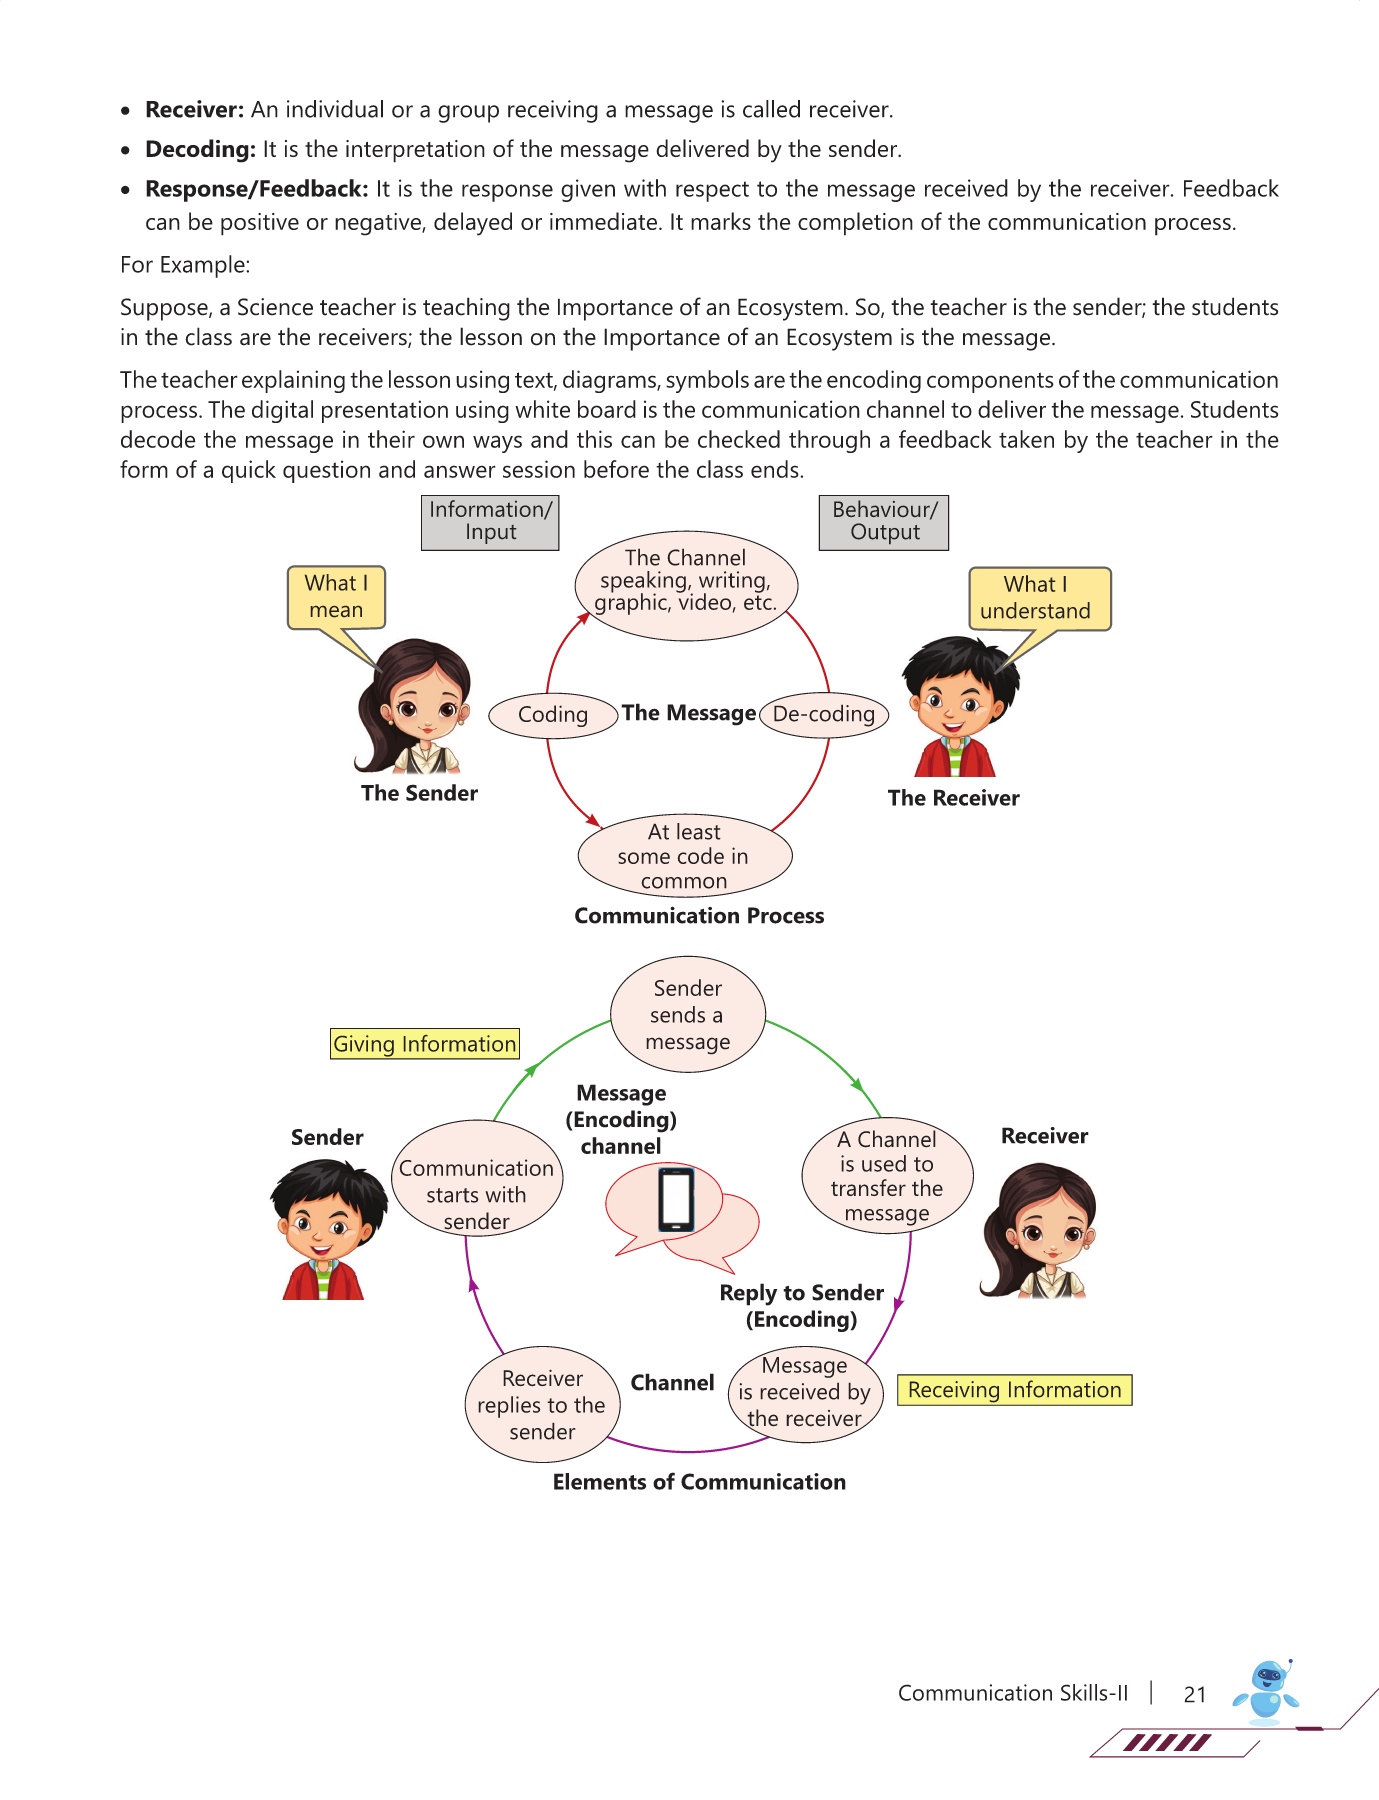 • Receiver: An individual or a group receiving a message is called receiver.
• Decoding: It is the interpretation of the message delivered by the sender.
• Response/Feedback: It is the response given with respect to the message received by the receiver. Feedback
can be positive or negative, delayed or immediate. It marks the completion of the communication process.
For Example:
Suppose, a Science teacher is teaching the Importance of an Ecosystem. So, the teacher is the sender; the students
in the class are the receivers; the lesson on the Importance of an Ecosystem is the message.
The teacher explaining the lesson using text, diagrams, symbols are the encoding components of the communication
process. The digital presentation using white board is the communication channel to deliver the message. Students
decode the message in their own ways and this can be checked through a feedback taken by the teacher in the
form of a quick question and answer session before the class ends.
Information/
Input
Behaviour/
Output
The Channel
speaking, writing,
graphic, video, etc.
What I
mean
What I
understand
Coding
The Message
De-coding
The Sender
The Receiver
At least
some code in
common
Communication Process
Sender
sends a
message
Giving Information
Message
(Encoding)
channel
Sender
Communication
starts with
sender
A Channel
is used to
transfer the
message
Receiver
Reply to Sender
(Encoding)
Receiver
replies to the
sender
Channel
Message
is received by
the receiver
Receiving Information
Elements of Communication
Communication Skills-II | 21